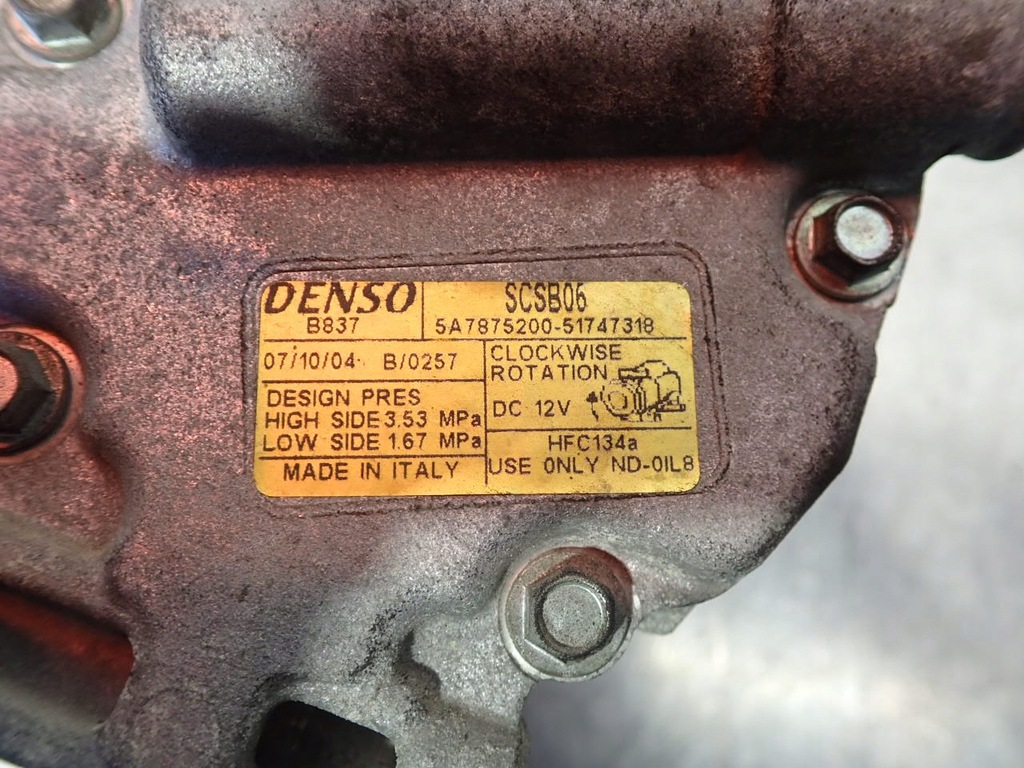 DENSO
B837
SCSB06
5A7875200-51747318
07/10/04 B/0257
DESIGN PRES
HIGH SIDE 3.53 MPa
LOW SIDE 1.67 MPa
MADE IN ITALY
CLOCKWISE
ROTATION
DC 12V
HFC134a
USE ONLY ND-OIL8